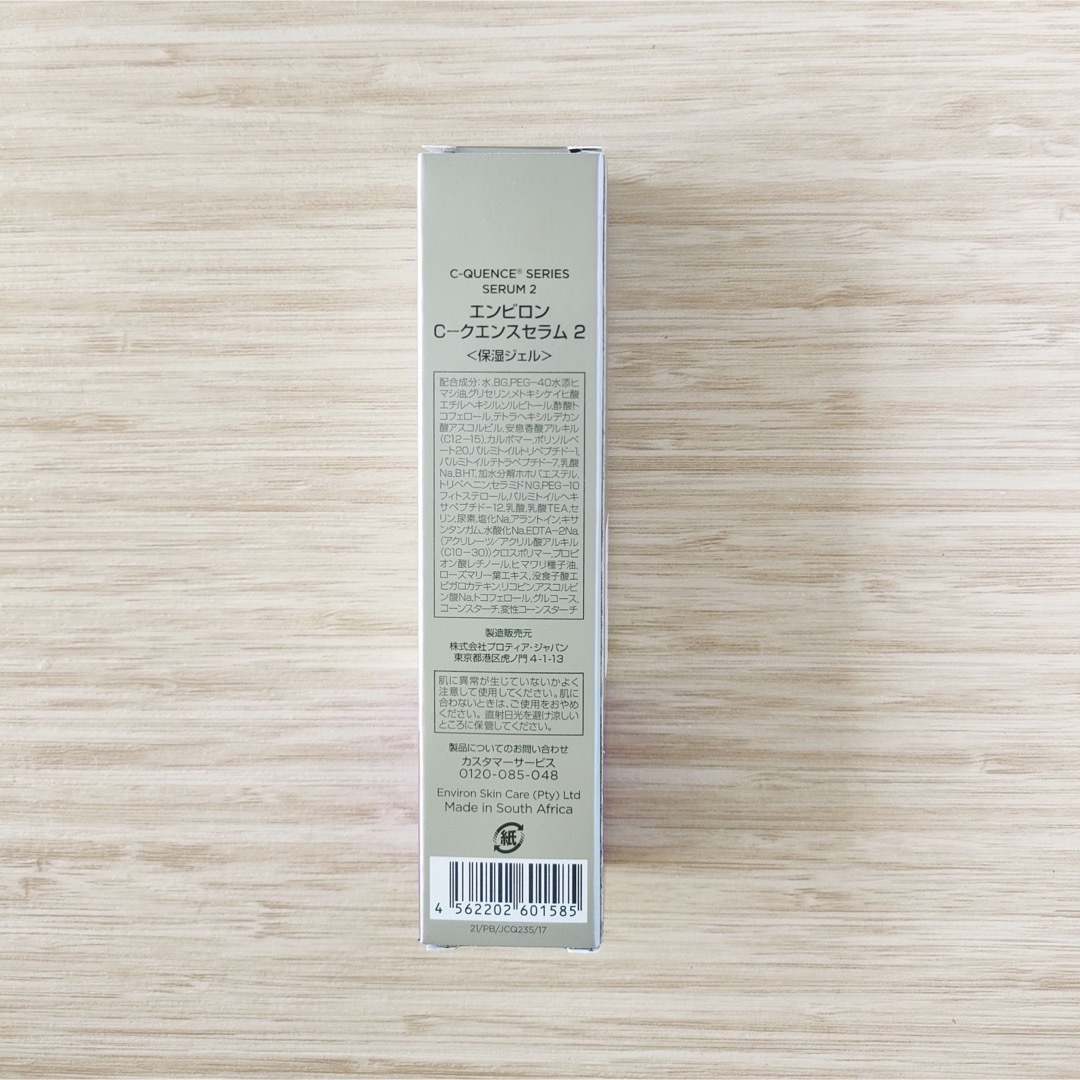 C-QUENCE® SERIES
SERUM 2
エンビロン
C−クエンスセラム 2
<保湿ジェル>
配合成分:水,BG,PEG−40水添ヒ
マシ油,グリセリン,メトキシケイヒ酸
エチルヘキシル,ソルビトール,酢酸ト
コフェロール,テトラヘキシルデカン
酸アスコルビル,安息香酸アルキル
(C12−15),カルボマー,ポリソルベ
ート20,パルミトイルトリペプチド−1,
パルミトイルテトラペプチド−7,乳酸
Na,BHT,加水分解ホホバエステル,
トリベヘニン,セラミドNG,PEG−10
フィトステロール,パルミトイルヘキ
サペプチド−12,乳酸,乳酸TEA,セ
リン,尿素,塩化Na,アラントイン,キサ
ンタンガム,水酸化Na,EDTA−2Na,
(アクリレーツ/アクリル酸アルキル
(C10−30))クロスポリマー,プロピ
オン酸レチノール,ヒマワリ種子油,
ローズマリー葉エキス,没食子酸エ
ピガロカテキン,リコピン,アスコルビ
ン酸Na,トコフェロール,グルコース,
コーンスターチ,変性コーンスターチ
製造販売元
株式会社プロティア・ジャパン
東京都港区虎ノ門 4-1-13
肌に異常が生じていないかよく
注意して使用してください。肌に
合わないときは、ご使用をおやめ
ください。直射日光を避け涼しい
ところに保管してください。
製品についてのお問い合わせ
カスタマーサービス
0120-085-048
Environ Skin Care (Pty) Ltd
Made in South Africa
紙
4 562202 601585
21/PB/JCQ235/17